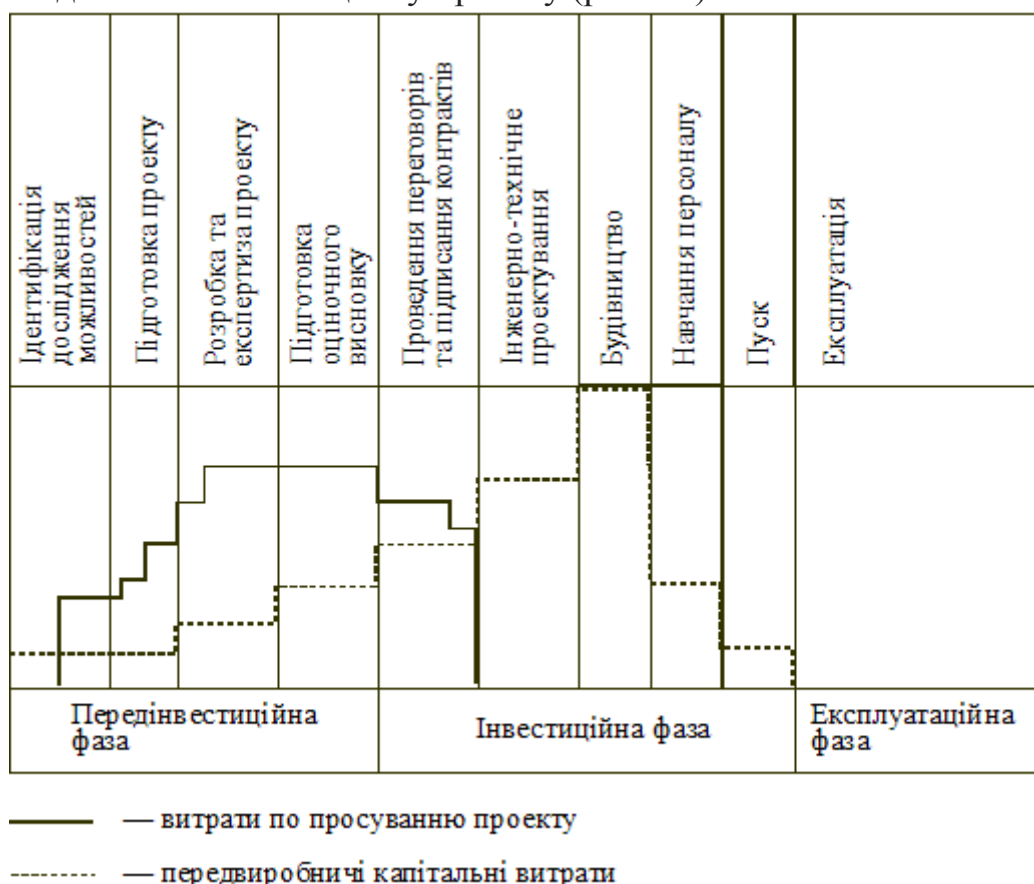 Ідентифікація
дослідження
можливостей
Підготовка проекту
Розробка та
експертиза проекту
Підготовка
оціночного
висновку
Проведення переговорів
та підписання контрактів
Інженерно-технічне
проектування
Будівництво
Навчання персоналу
Пуск
Експлуатація
Передінвестиційна
фаза
Інвестиційна фаза
Експлуатаційна
фаза
— витрати по просуванню проекту
— передвиробничі капітальні витрати